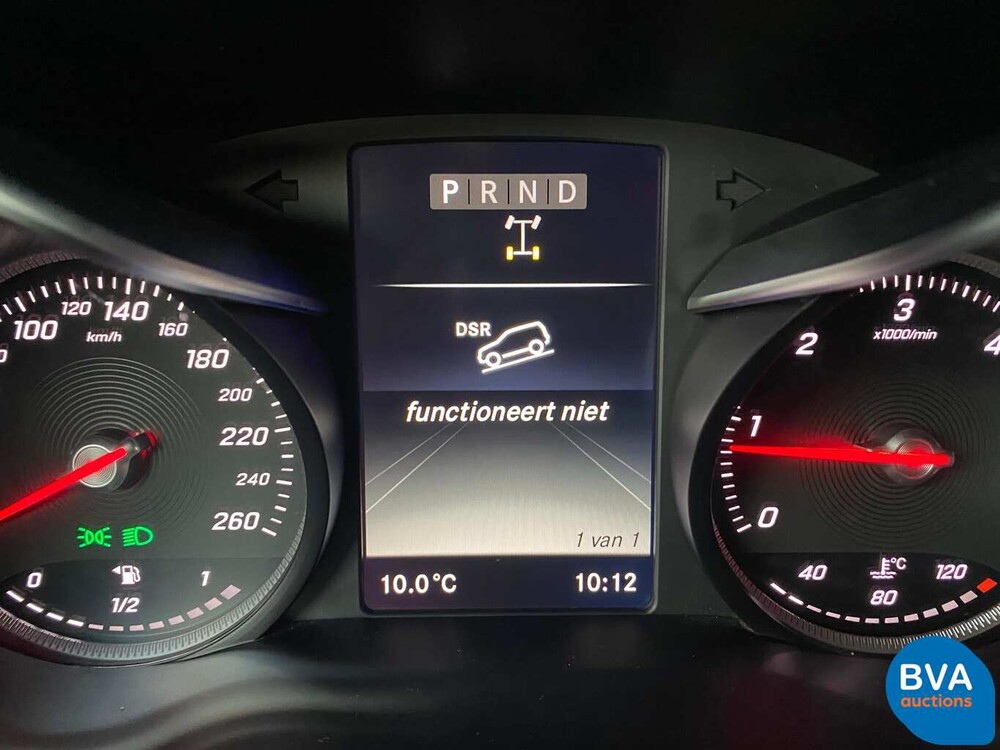 P R N D
DSR
functioneert niet
1 van 1
10.0°C 10:12
100 120 140 160 180 200 220 240 260
km/h
0 1/2 1
0 1 2 3 4
x1000/min
°C
40 80 120
BVA
auctions